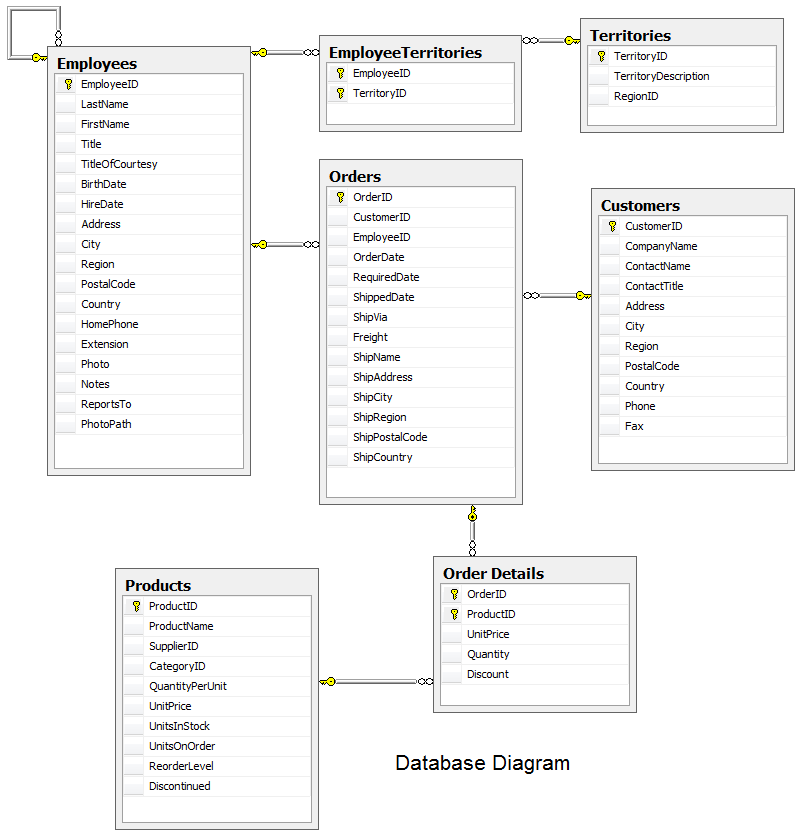 Employees
EmployeeID
LastName
FirstName
Title
TitleOfCourtesy
BirthDate
HireDate
Address
City
Region
PostalCode
Country
HomePhone
Extension
Photo
Notes
ReportsTo
PhotoPath
EmployeeTerritories
EmployeeID
TerritoryID
Territories
TerritoryID
TerritoryDescription
RegionID
Orders
OrderID
CustomerID
EmployeeID
OrderDate
RequiredDate
ShippedDate
ShipVia
Freight
ShipName
ShipAddress
ShipCity
ShipRegion
ShipPostalCode
ShipCountry
Customers
CustomerID
CompanyName
ContactName
ContactTitle
Address
City
Region
PostalCode
Country
Phone
Fax
Products
ProductID
ProductName
SupplierID
CategoryID
QuantityPerUnit
UnitPrice
UnitsInStock
UnitsOnOrder
ReorderLevel
Discontinued
Order Details
OrderID
ProductID
UnitPrice
Quantity
Discount
Database Diagram